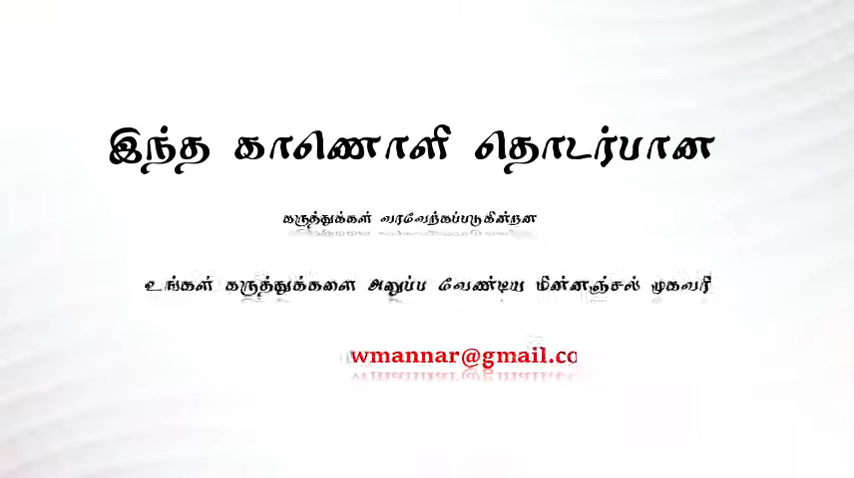 இந்த காணொளி தொடர்பான
கருத்துக்கள் வரவேற்கப்படுகின்றன
உங்கள் கருத்துக்களை அனுப்ப வேண்டிய மின்னஞ்சல் முகவரி
wmannar@gmail.co